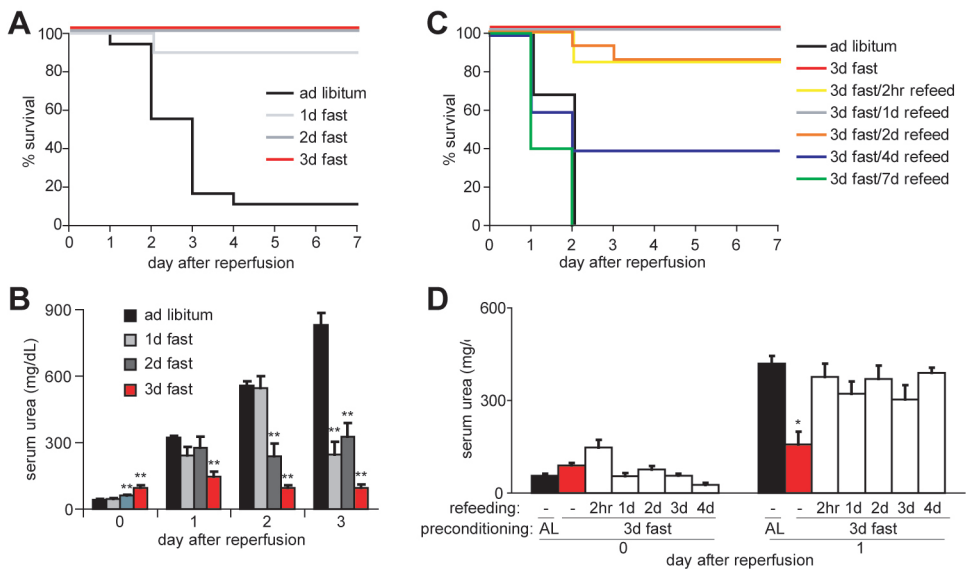 A
% survival
100
80
60
40
20
0
ad libitum
1d fast
2d fast
3d fast
0 1 2 3 4 5 6 7
day after reperfusion
C
% survival
100
80
60
40
20
0
ad libitum
3d fast
3d fast/2hr refeed
3d fast/1d refeed
3d fast/2d refeed
3d fast/4d refeed
3d fast/7d refeed
0 1 2 3 4 5 6 7
day after reperfusion
B
serum urea (mg/dL)
900
600
300
0
ad libitum
1d fast
2d fast
3d fast
** ** ** ** ** ** ** **
0 1 2 3
day after reperfusion
D
serum urea (mg/
600
300
0
*
refeeding: - - 2hr 1d 2d 3d 4d - - 2hr 1d 2d 3d 4d
preconditioning: AL 3d fast AL 3d fast
0 1
day after reperfusion